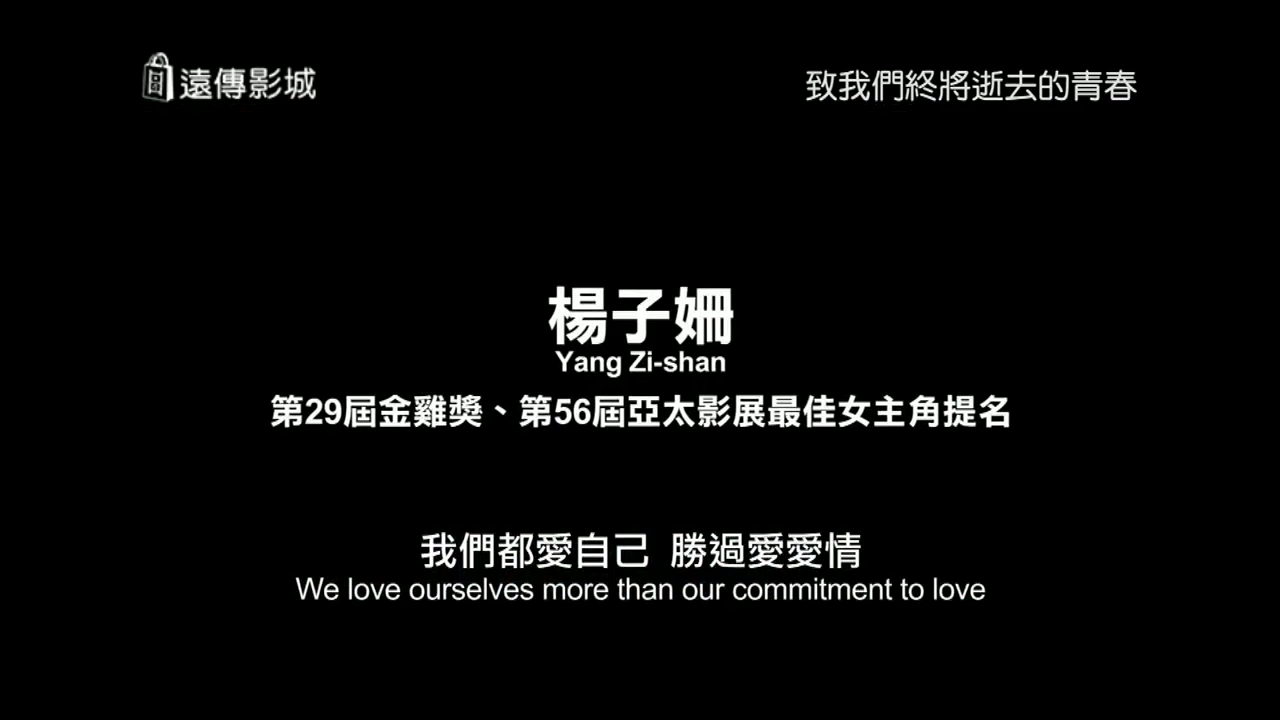 遠傳影城
致我們終將逝去的青春
楊子姍
Yang Zi-shan
第29屆金雞獎、第56屆亞太影展最佳女主角提名
我們都愛自己 勝過愛愛情
We love ourselves more than our commitment to love